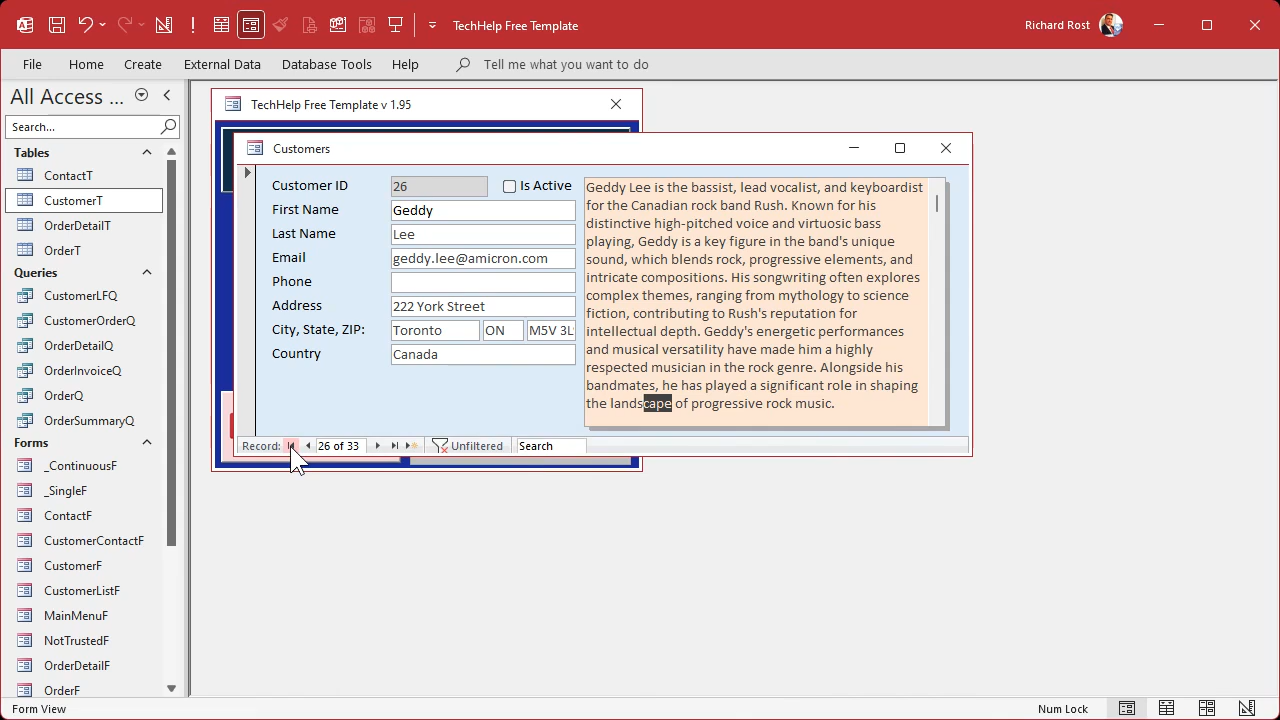 TechHelp Free Template
Richard Rost
File Home Create External Data Database Tools Help Tell me what you want to do
All Access ...
Search...
Tables
ContactT
CustomerT
OrderDetailT
OrderT
Queries
CustomerLFQ
CustomerOrderQ
OrderDetailQ
OrderInvoiceQ
OrderQ
OrderSummaryQ
Forms
_ContinuousF
_SingleF
ContactF
CustomerContactF
CustomerF
CustomerListF
MainMenuF
NotTrustedF
OrderDetailF
OrderF
TechHelp Free Template v 1.95
Customers
Customer ID 26 Is Active
First Name Geddy
Last Name Lee
Email geddy.lee@amicron.com
Phone
Address 222 York Street
City, State, ZIP: Toronto ON M5V 3L
Country Canada
Geddy Lee is the bassist, lead vocalist, and keyboardist
for the Canadian rock band Rush. Known for his
distinctive high-pitched voice and virtuosic bass
playing, Geddy is a key figure in the band's unique
sound, which blends rock, progressive elements, and
intricate compositions. His songwriting often explores
complex themes, ranging from mythology to science
fiction, contributing to Rush's reputation for
intellectual depth. Geddy's energetic performances
and musical versatility have made him a highly
respected musician in the rock genre. Alongside his
bandmates, he has played a significant role in shaping
the landscape of progressive rock music.
Record: 26 of 33 Unfiltered Search
Form View
Num Lock